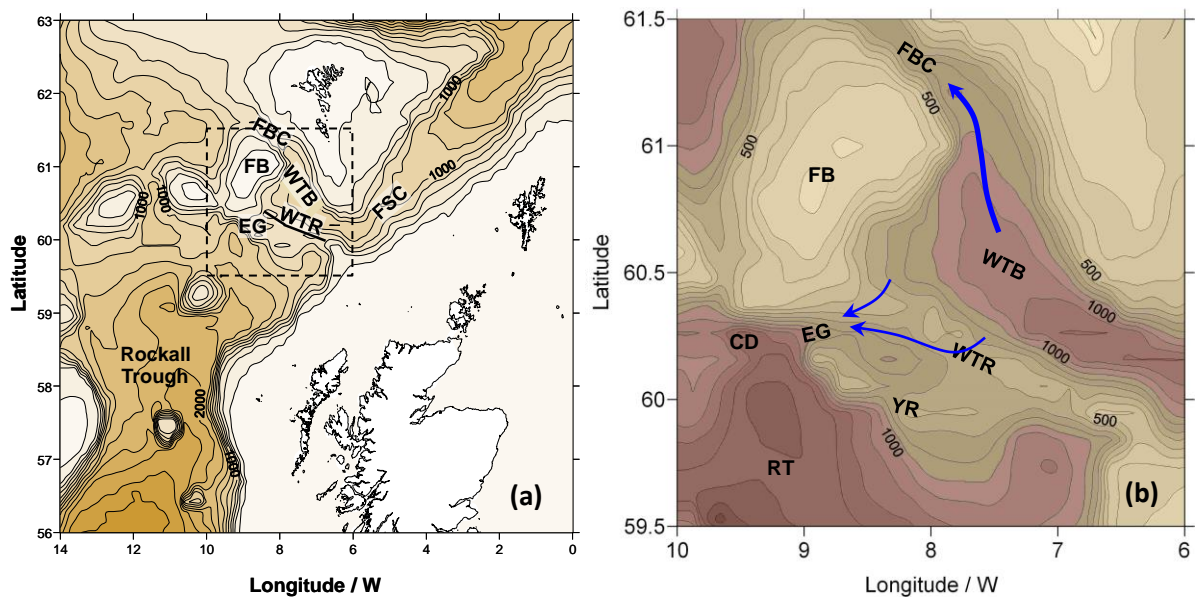 63
62
61
60
59
58
57
56
14
12
10
8
6
4
2
0
Latitude
Longitude / W
1000
1000
1000
1000
2000
1000
FBC
FB
WTB
FSC
EG
WTR
Rockall
Trough
(a)
61.5
61
60.5
60
59.5
10
9
8
7
6
Latitude
Longitude / W
FBC
500
500
FB
WTB
500
1000
CD
EG
1000
WTR
YR
500
1000
RT
(b)